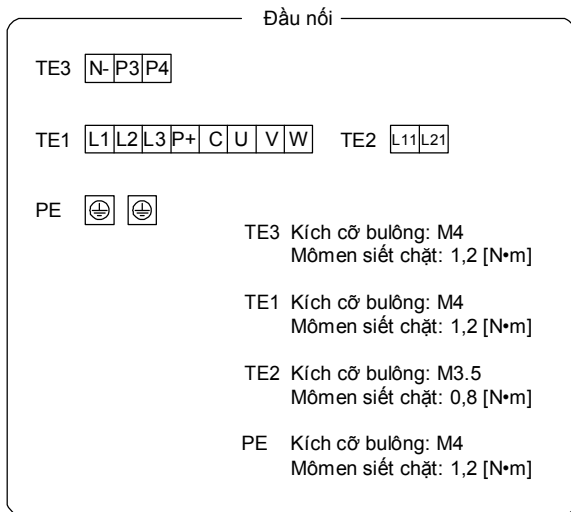 Đầu nối
TE3 N- P3 P4
TE1 L1 L2 L3 P+ C U V W TE2 L11 L21
PE
TE3 Kích cỡ bulông: M4
Mômen siết chặt: 1,2 [N•m]
TE1 Kích cỡ bulông: M4
Mômen siết chặt: 1,2 [N•m]
TE2 Kích cỡ bulông: M3.5
Mômen siết chặt: 0,8 [N•m]
PE Kích cỡ bulông: M4
Mômen siết chặt: 1,2 [N•m]